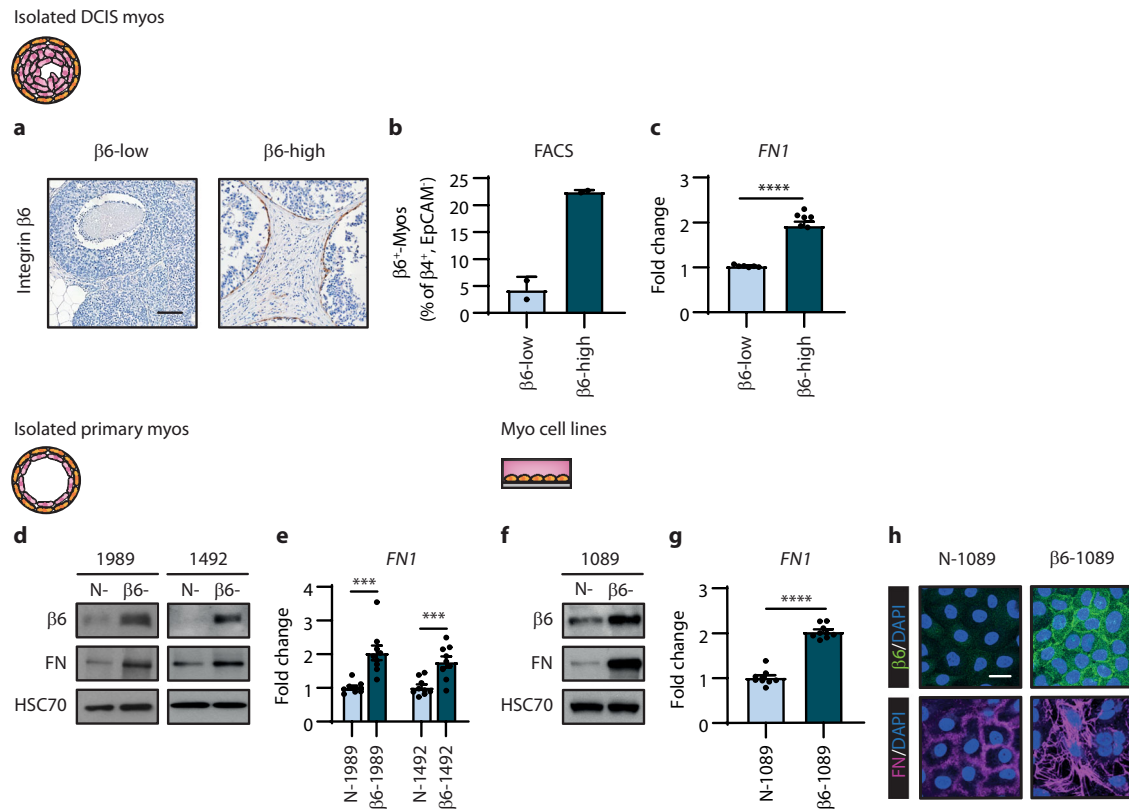 Isolated DCIS myos
a
β6-low
β6-high
Integrin β6
b
FACS
β6⁺-Myos
(% of β4⁺, EpCAM⁻)
25
20
15
10
5
0
β6-low
β6-high
c
FN1
Fold change
3
2
1
0
****
β6-low
β6-high
Isolated primary myos
Myo cell lines
d
1989
1492
N-
β6-
N-
β6-
β6
FN
HSC70
e
FN1
Fold change
4
3
2
1
0
***
***
N-1989
β6-1989
N-1492
β6-1492
f
1089
N-
β6-
β6
FN
HSC70
g
FN1
Fold change
3
2
1
0
****
N-1089
β6-1089
h
N-1089
β6-1089
β6/DAPI
FN/DAPI